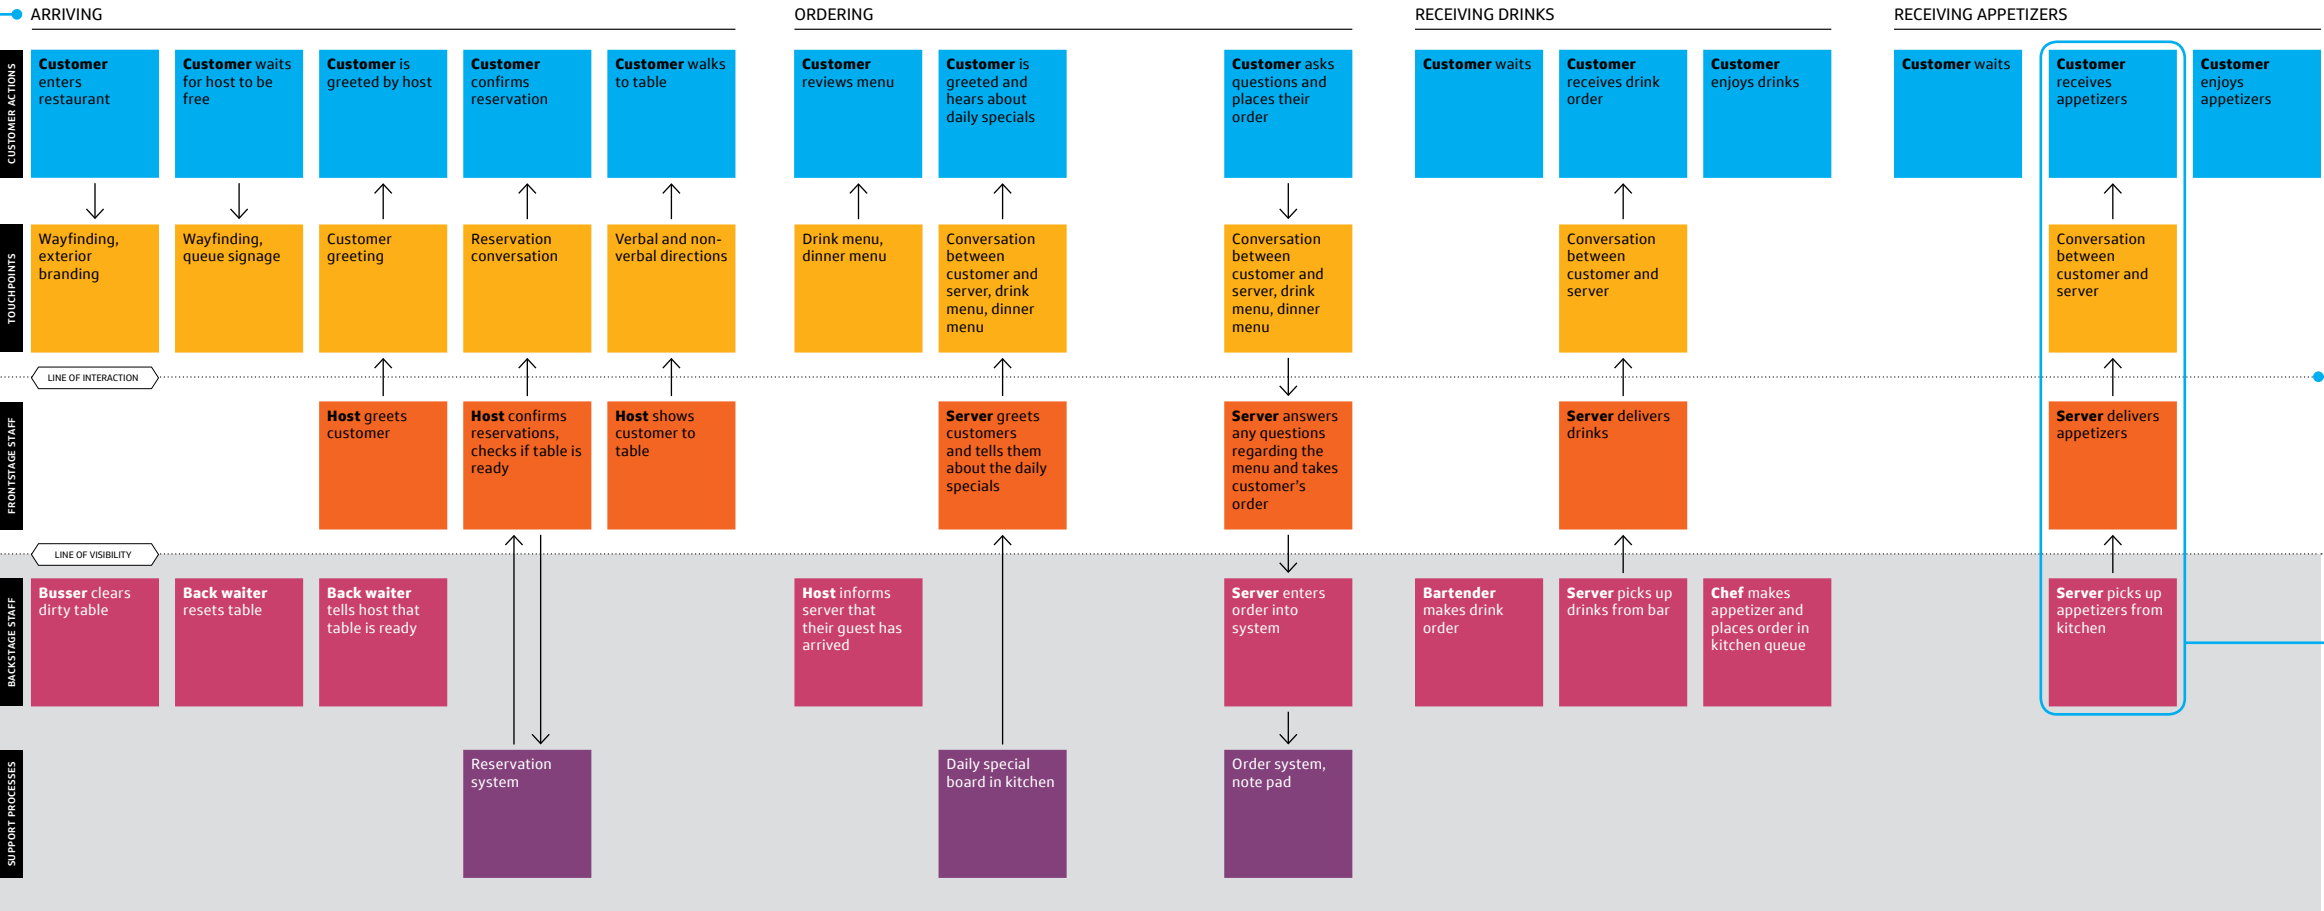 ARRIVING
ORDERING
RECEIVING DRINKS
RECEIVING APPETIZERS
CUSTOMER ACTIONS
Customer
enters
restaurant
Customer waits
for host to be
free
Customer is
greeted by host
Customer
confirms
reservation
Customer walks
to table
Customer
reviews menu
Customer is
greeted and
hears about
daily specials
Customer asks
questions and
places their
order
Customer waits
Customer
receives drink
order
Customer
enjoys drinks
Customer waits
Customer
receives
appetizers
Customer
enjoys
appetizers
TOUCHPOINTS
Wayfinding,
exterior
branding
Wayfinding,
queue signage
Customer
greeting
Reservation
conversation
Verbal and non-
verbal directions
Drink menu,
dinner menu
Conversation
between
customer and
server, drink
menu, dinner
menu
Conversation
between
customer and
server, drink
menu, dinner
menu
Conversation
between
customer and
server
Conversation
between
customer and
server
LINE OF INTERACTION
FRONTSTAGE STAFF
Host greets
customer
Host confirms
reservations,
checks if table is
ready
Host shows
customer to
table
Server greets
customers
and tells them
about the daily
specials
Server answers
any questions
regarding the
menu and takes
customer’s
order
Server delivers
drinks
Server delivers
appetizers
LINE OF VISIBILITY
BACKSTAGE STAFF
Busser clears
dirty table
Back waiter
resets table
Back waiter
tells host that
table is ready
Host informs
server that
their guest has
arrived
Server enters
order into
system
Bartender
makes drink
order
Server picks up
drinks from bar
Chef makes
appetizer and
places order in
kitchen queue
Server picks up
appetizers from
kitchen
SUPPORT PROCESSES
Reservation
system
Daily special
board in kitchen
Order system,
note pad